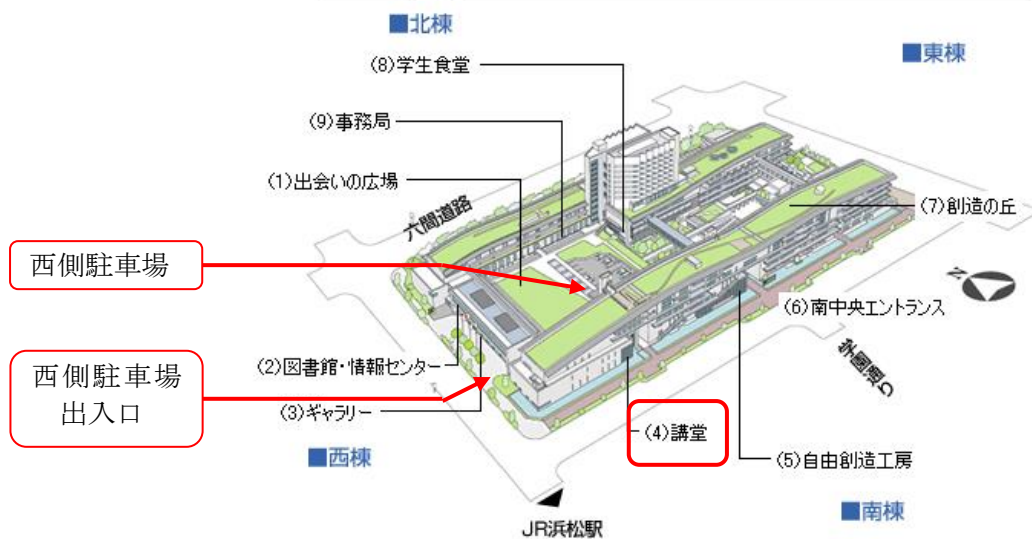 ■北棟
■東棟
(8)学生食堂
(9)事務局
(1)出会いの広場
六間道路
(7)創造の丘
西側駐車場
N
(6)南中央エントランス
学園通り
(2)図書館・情報センター
西側駐車場
出入口
(3)ギャラリー
(4)講堂
■西棟
(5)自由創造工房
■南棟
JR浜松駅